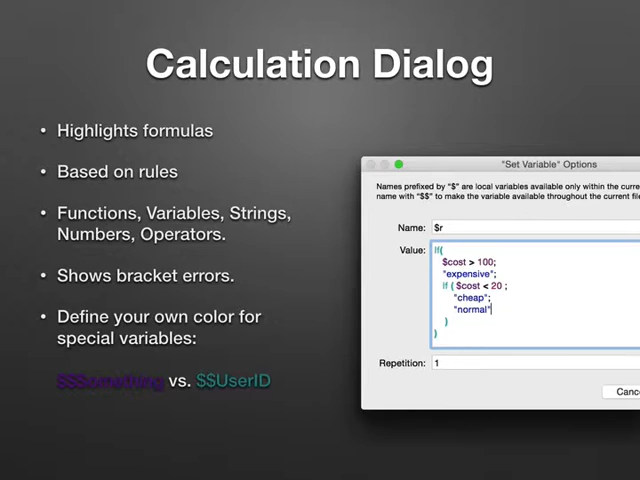 Calculation Dialog
• Highlights formulas
• Based on rules
• Functions, Variables, Strings,
Numbers, Operators.
• Shows bracket errors.
• Define your own color for
special variables:
$$Something vs. $$UserID
"Set Variable" Options
Names prefixed by "$" are local variables available only within the curre
name with "$$" to make the variable available throughout the current file
Name: $r
Value: If(
$cost > 100;
"expensive";
If ( $cost < 20 ;
"cheap";
"normal"
)
)
Repetition: 1
Cance